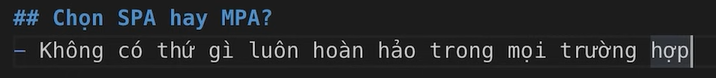 ## Chọn SPA hay MPA?
- Không có thứ gì luôn hoàn hảo trong mọi trường hợp